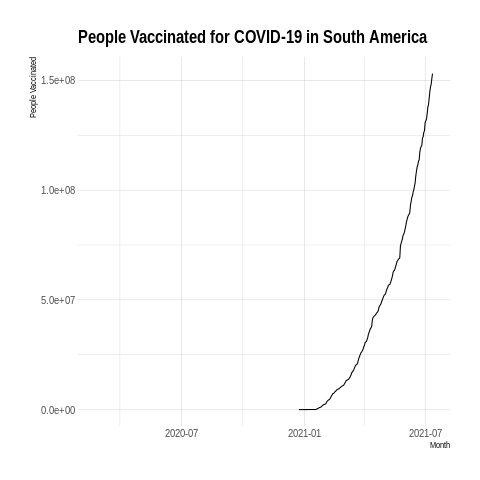 People Vaccinated for COVID-19 in South America
People Vaccinated
1.5e+08
1.0e+08
5.0e+07
0.0e+00
2020-07
2021-01
2021-07
Month